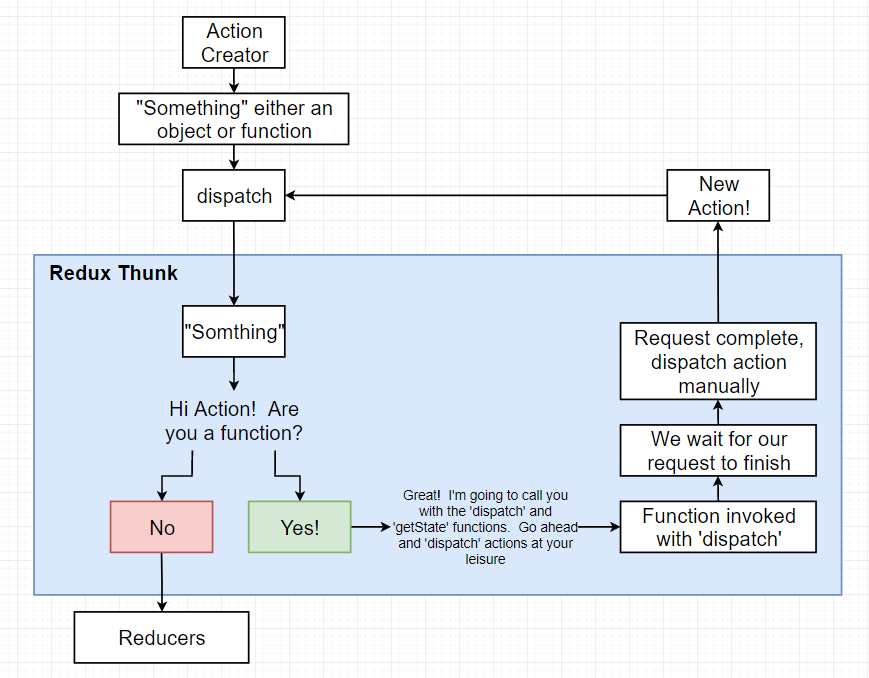 Action
Creator
"Something" either an
object or function
dispatch
New
Action!
Redux Thunk
"Somthing"
Hi Action!  Are
you a function?
No
Yes!
Great!  I'm going to call you
with the 'dispatch' and
'getState' functions.  Go ahead
and 'dispatch' actions at your
leisure
Request complete,
dispatch action
manually
We wait for our
request to finish
Function invoked
with 'dispatch'
Reducers